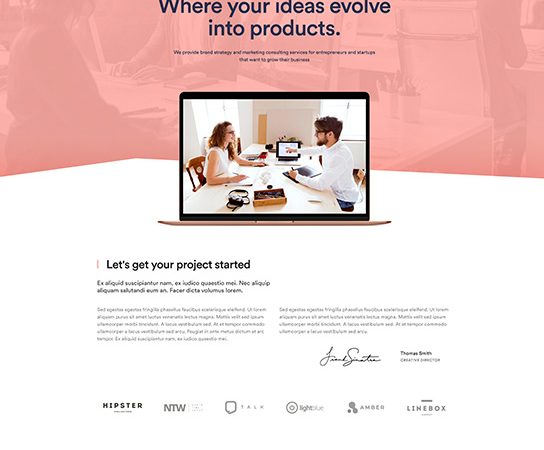 Where your ideas evolve
into products.
We provide brand strategy and marketing consulting services for entrepreneurs and startups
that want to grow their business
Let's get your project started
Ex aliquid suscipiantur nam, ex iudico quaestio mei. Nec aliquip
aliquam salutandi eum an. Facer dicta volumus lorem.
Sed egestas egestas fringilla phasellus faucibus scelerisque eleifend. Ut lorem
aliquam purus sit amet luctus venenatis lectus magna. Mattis velit sed ipsum
ullamcorper morbi tincidunt. A lacus vestibulum sed. At et tempor commodo
ullamcorper a lacus vestibulum sed arcu. Feugiat in ante metus dictum at
tempor. Ex aliquid suscipiantur nam, ex iudico quaestio mei.
Sed egestas egestas fringilla phasellus faucibus scelerisque eleifend. Ut lorem
aliquam purus sit amet luctus venenatis lectus magna. Mattis velit sed ipsum
ullamcorper morbi tincidunt. A lacus vestibulum sed. At et tempor commodo
ullamcorper a lacus vestibulum sed arcu.
Frank Sinatra
Thomas Smith
CREATIVE DIRECTOR
HIPSTER
NTW
TALK
lightblue
AMBER
LINEBOX